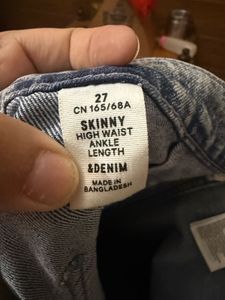 27
CN 165/68A
SKINNY
HIGH WAIST
ANKLE
LENGTH
&DENIM
MADE IN
BANGLADESH